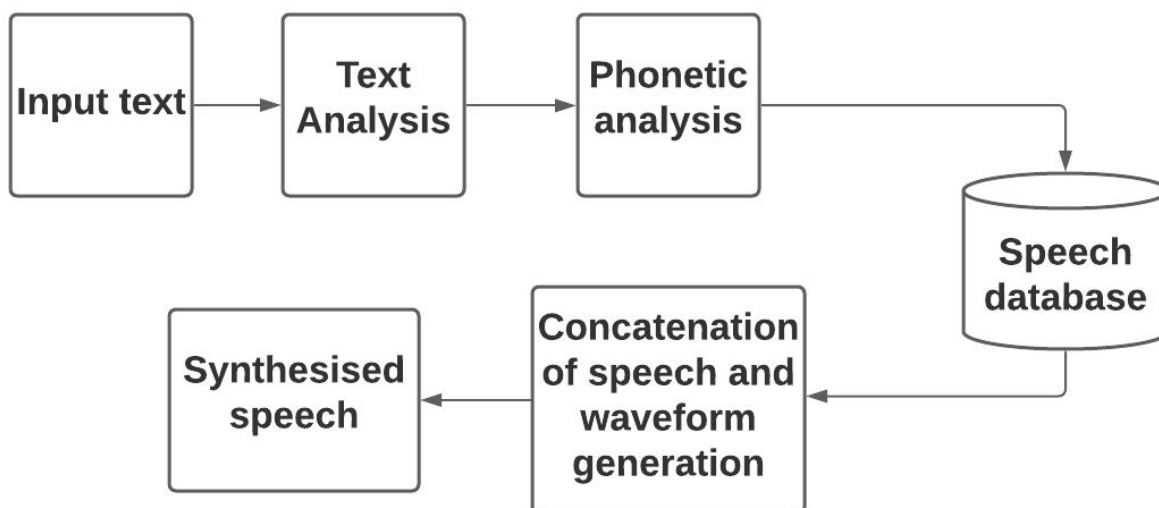 Input text
Text
Analysis
Phonetic
analysis
Speech
database
Concatenation
of speech and
waveform
generation
Synthesised
speech